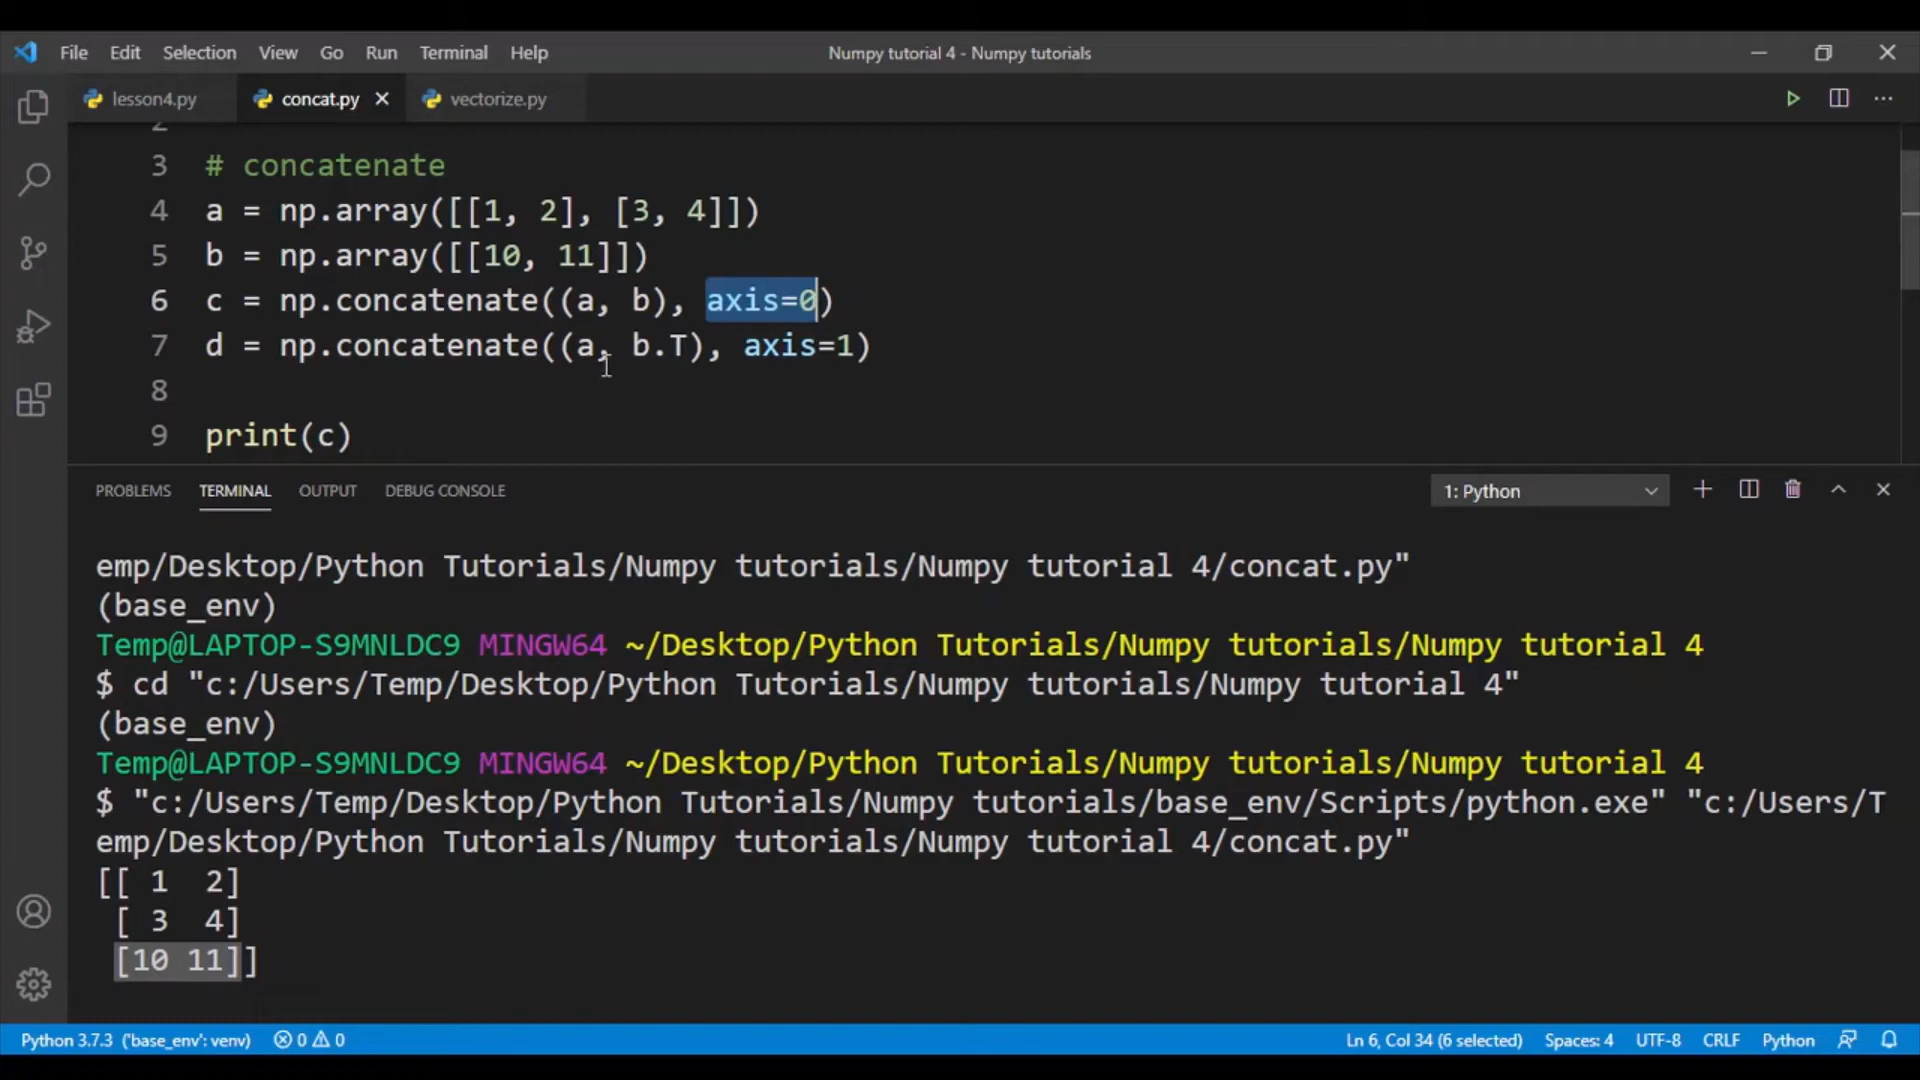 File Edit Selection View Go Run Terminal Help
Numpy tutorial 4 - Numpy tutorials
lesson4.py concat.py vectorize.py
2
3 # concatenate
4 a = np.array([[1, 2], [3, 4]])
5 b = np.array([[10, 11]])
6 c = np.concatenate((a, b), axis=0)
7 d = np.concatenate((a, b.T), axis=1)
8
9 print(c)
PROBLEMS TERMINAL OUTPUT DEBUG CONSOLE 1: Python
emp/Desktop/Python Tutorials/Numpy tutorials/Numpy tutorial 4/concat.py"
(base_env)
Temp@LAPTOP-S9MNLDC9 MINGW64 ~/Desktop/Python Tutorials/Numpy tutorials/Numpy tutorial 4
$ cd "c:/Users/Temp/Desktop/Python Tutorials/Numpy tutorials/Numpy tutorial 4"
(base_env)
Temp@LAPTOP-S9MNLDC9 MINGW64 ~/Desktop/Python Tutorials/Numpy tutorials/Numpy tutorial 4
$ "c:/Users/Temp/Desktop/Python Tutorials/Numpy tutorials/base_env/Scripts/python.exe" "c:/Users/T
emp/Desktop/Python Tutorials/Numpy tutorials/Numpy tutorial 4/concat.py"
[[ 1  2]
 [ 3  4]
 [10 11]]
Python 3.7.3 ('base_env': venv) 0 0 Ln 6, Col 34 (6 selected) Spaces: 4 UTF-8 CRLF Python